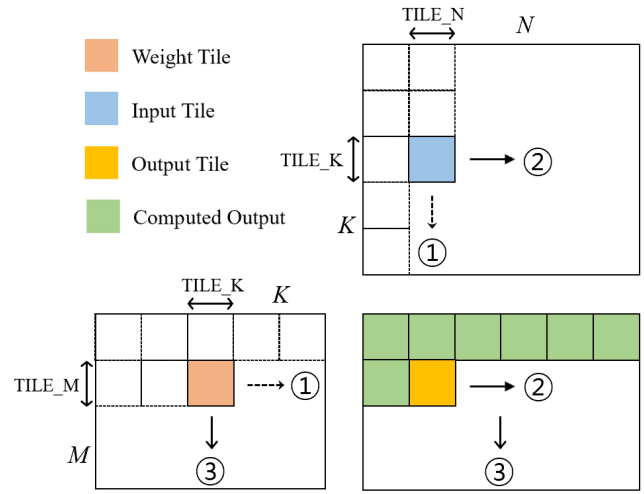 TILE_N
N
Weight Tile
Input Tile
TILE_K
②
Output Tile
Computed Output
K
①
TILE_K
K
TILE_M
①
②
M
③
③